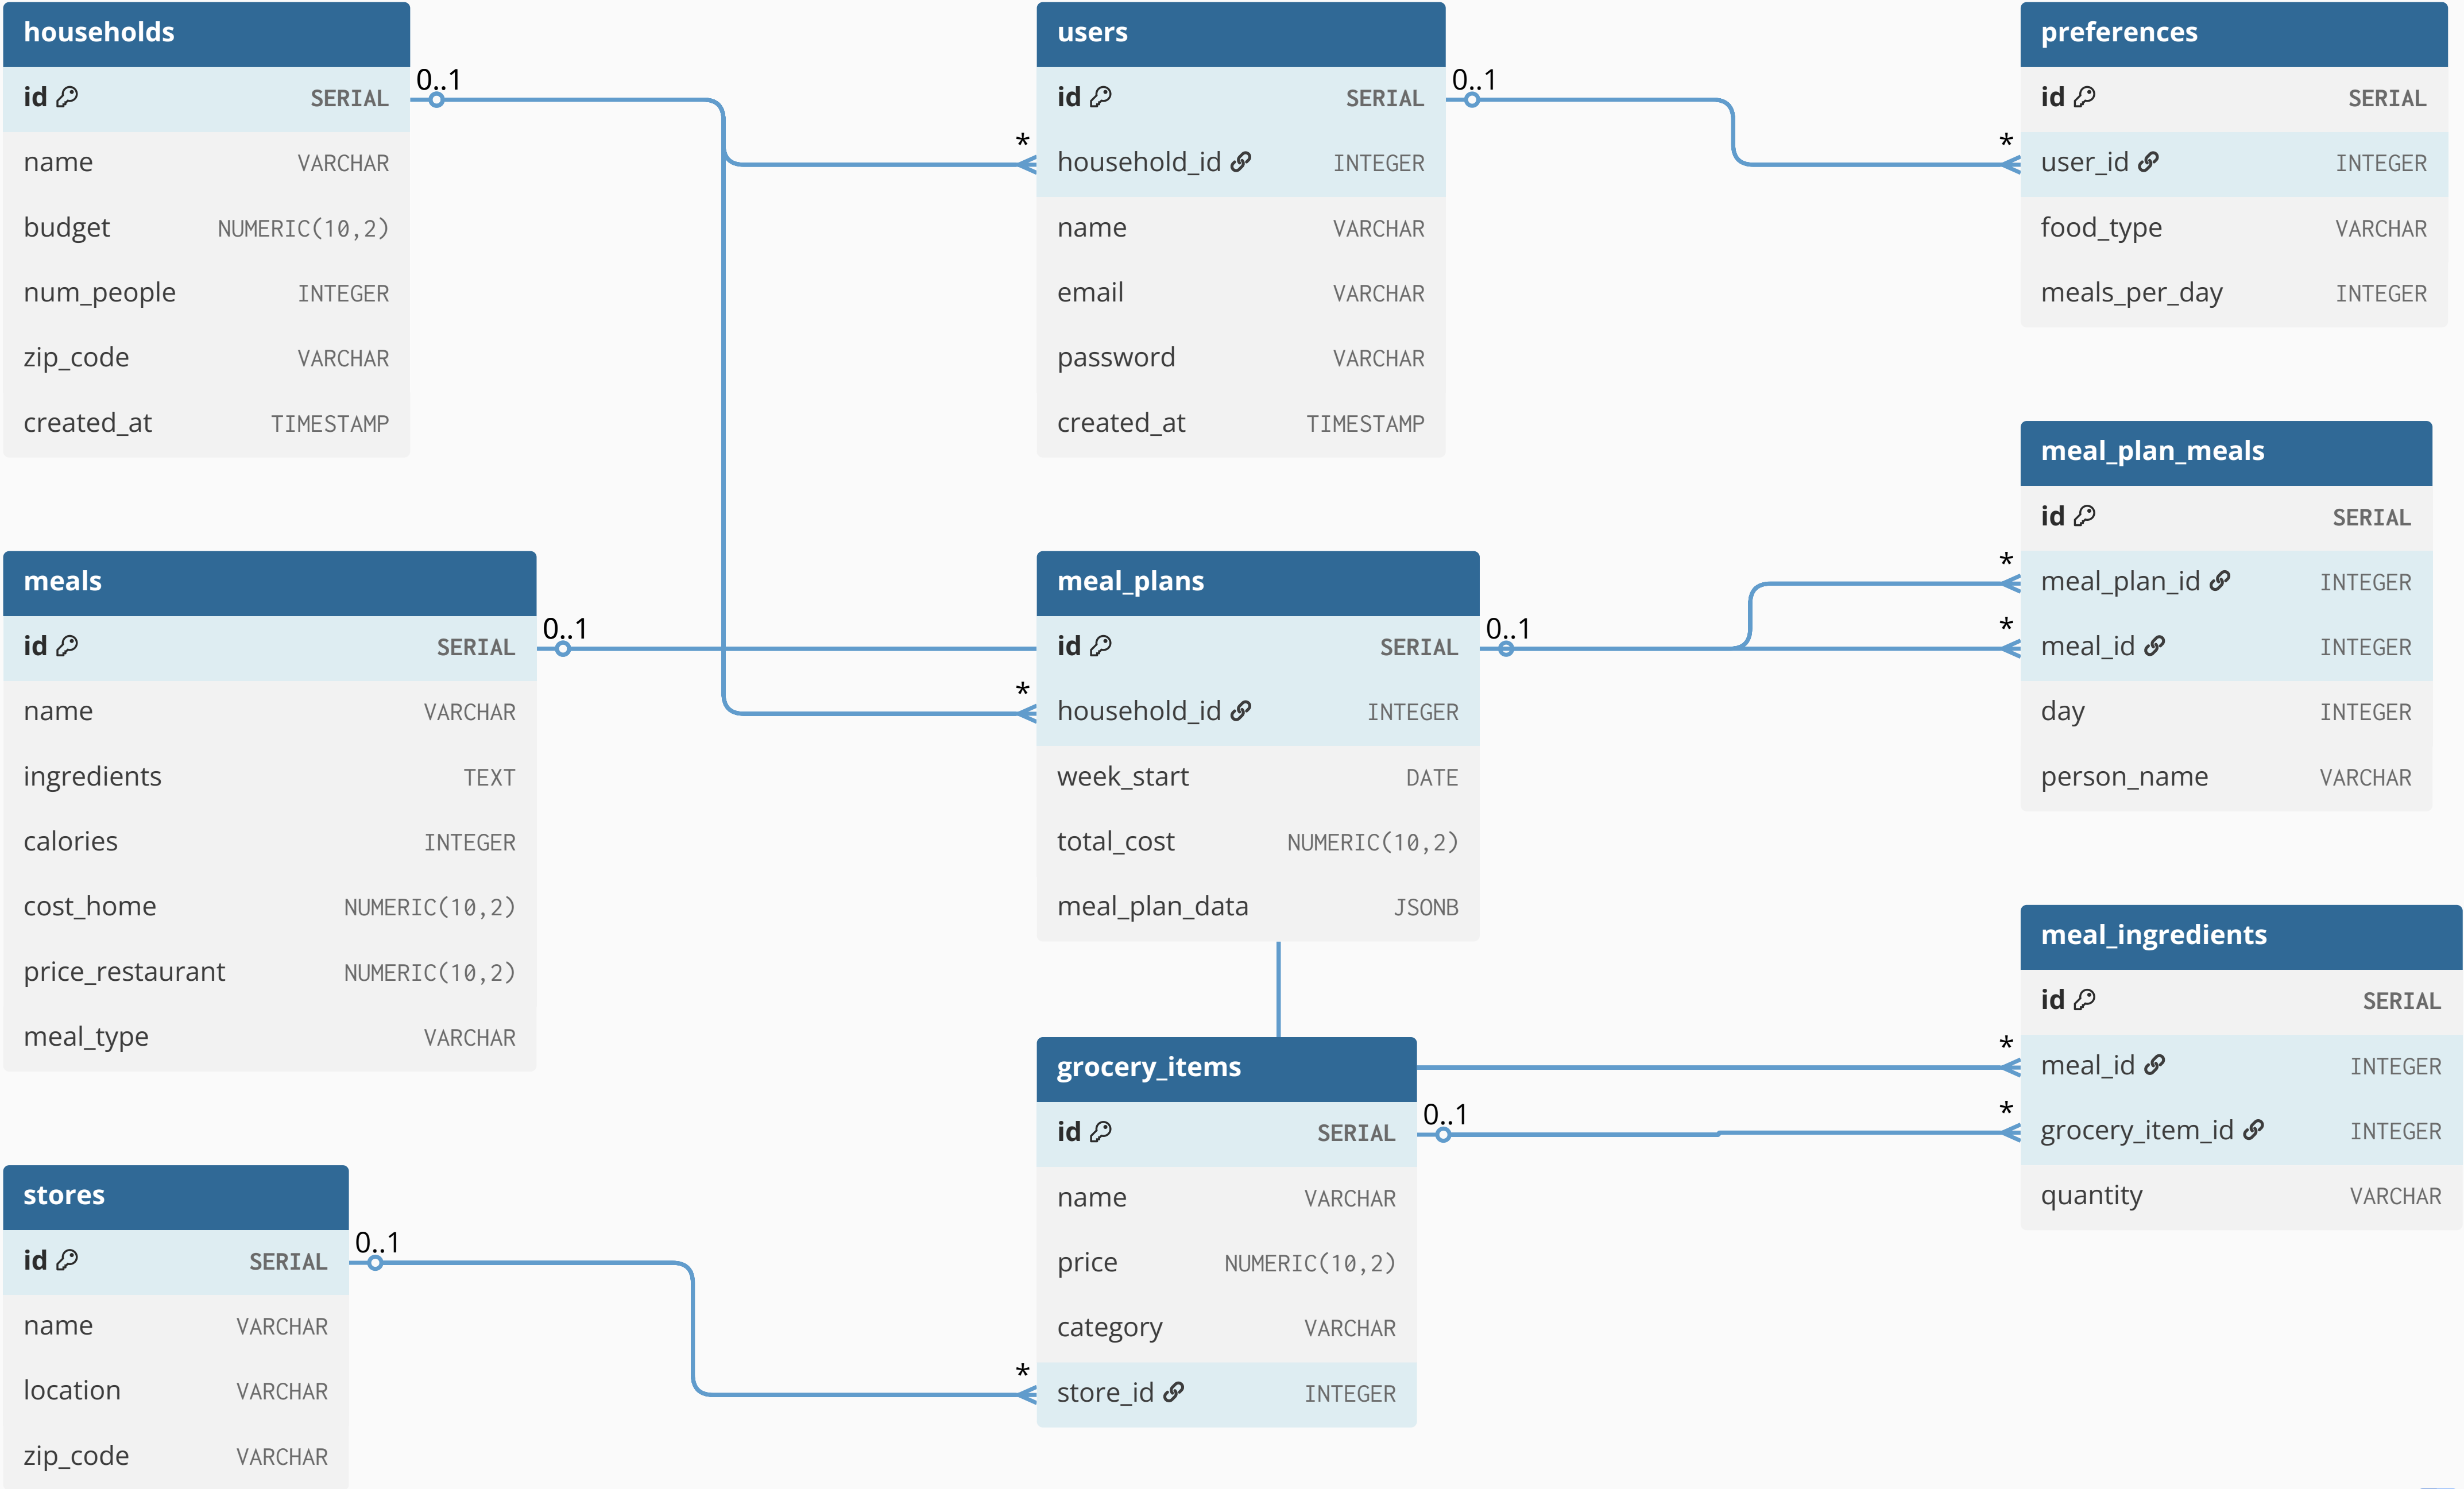 households
id SERIAL
name VARCHAR
budget NUMERIC(10,2)
num_people INTEGER
zip_code VARCHAR
created_at TIMESTAMP
0..1
*
*
users
id SERIAL
household_id INTEGER
name VARCHAR
email VARCHAR
password VARCHAR
created_at TIMESTAMP
0..1
*
preferences
id SERIAL
user_id INTEGER
food_type VARCHAR
meals_per_day INTEGER
meals
id SERIAL
name VARCHAR
ingredients TEXT
calories INTEGER
cost_home NUMERIC(10,2)
price_restaurant NUMERIC(10,2)
meal_type VARCHAR
0..1
meal_plans
id SERIAL
household_id INTEGER
week_start DATE
total_cost NUMERIC(10,2)
meal_plan_data JSONB
0..1
*
*
meal_plan_meals
id SERIAL
meal_plan_id INTEGER
meal_id INTEGER
day INTEGER
person_name VARCHAR
stores
id SERIAL
name VARCHAR
location VARCHAR
zip_code VARCHAR
0..1
*
grocery_items
id SERIAL
name VARCHAR
price NUMERIC(10,2)
category VARCHAR
store_id INTEGER
0..1
*
*
meal_ingredients
id SERIAL
meal_id INTEGER
grocery_item_id INTEGER
quantity VARCHAR